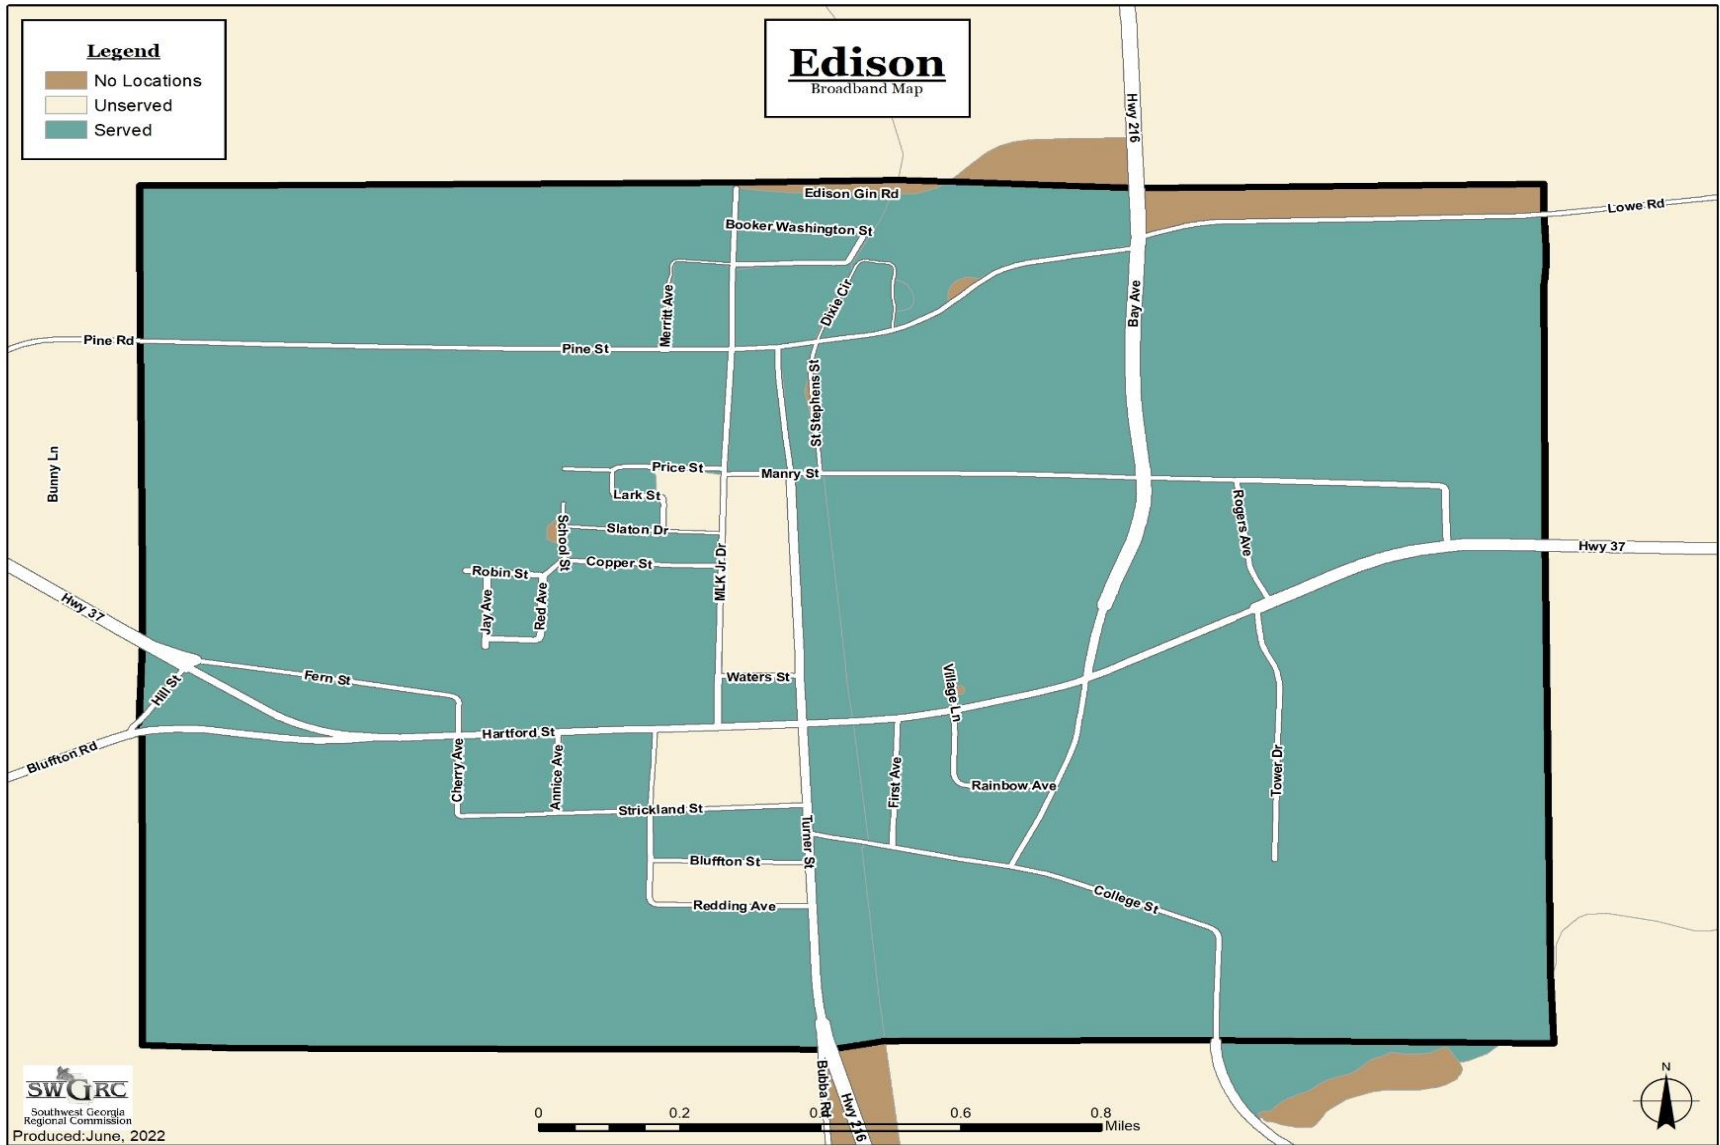 Legend
No Locations
Unserved
Served
Edison
Broadband Map
Hwy 216
Edison Gin Rd
Lowe Rd
Booker Washington St
Merritt Ave
Dixie Cir
Bay Ave
Pine Rd
Pine St
St Stephens St
Bunny Ln
Price St
Manry St
Lark St
Rogers Ave
School St
Slaton Dr
Hwy 37
Copper St
Robin St
MLK Jr. Dr
Jay Ave
Red Ave
Hwy 37
Fern St
Hill St
Waters St
Village Ln
Hartford St
Bluffton Rd
Cherry Ave
Annice Ave
First Ave
Rainbow Ave
Tower Dr
Strickland St
Turner St
Bluffton St
College St
Redding Ave
Bubba Rd
Hwy 216
SWGRC
Southwest Georgia
Regional Commission
Produced:June, 2022
0
0.2
0.6
0.8
Miles
N